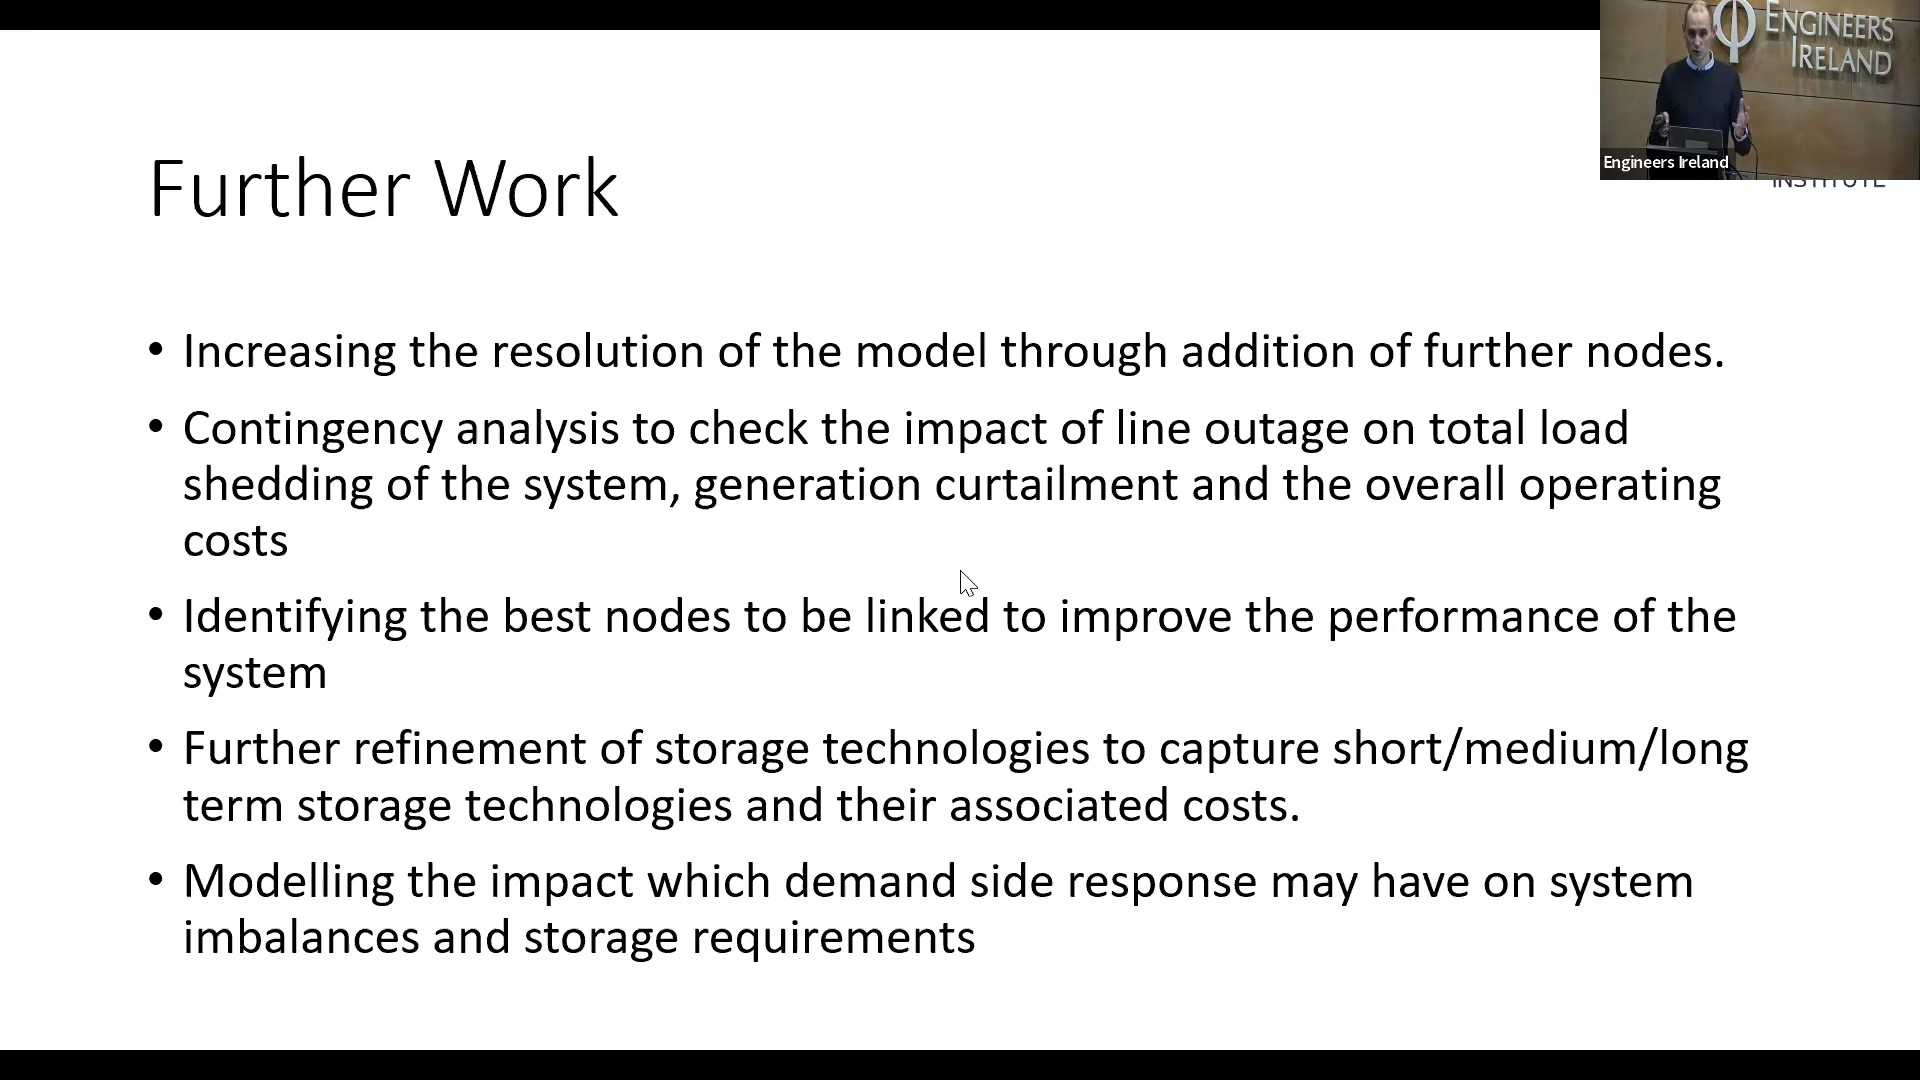 ENGINEERS
IRELAND
Engineers Ireland
INSTITUTE
Further Work
• Increasing the resolution of the model through addition of further nodes.
• Contingency analysis to check the impact of line outage on total load
shedding of the system, generation curtailment and the overall operating
costs
• Identifying the best nodes to be linked to improve the performance of the
system
• Further refinement of storage technologies to capture short/medium/long
term storage technologies and their associated costs.
• Modelling the impact which demand side response may have on system
imbalances and storage requirements